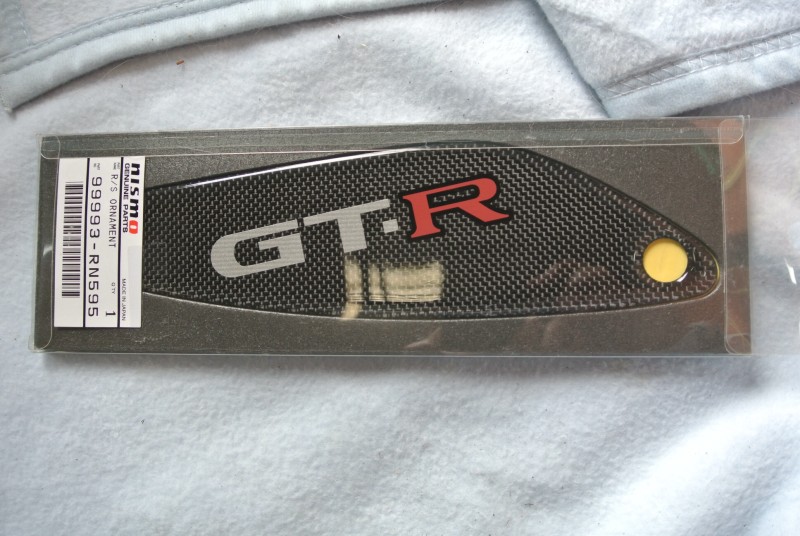 nismo
GENUINE PARTS
R/S ORNAMENT
99993-RN595
1
MADE IN JAPAN
GT-R